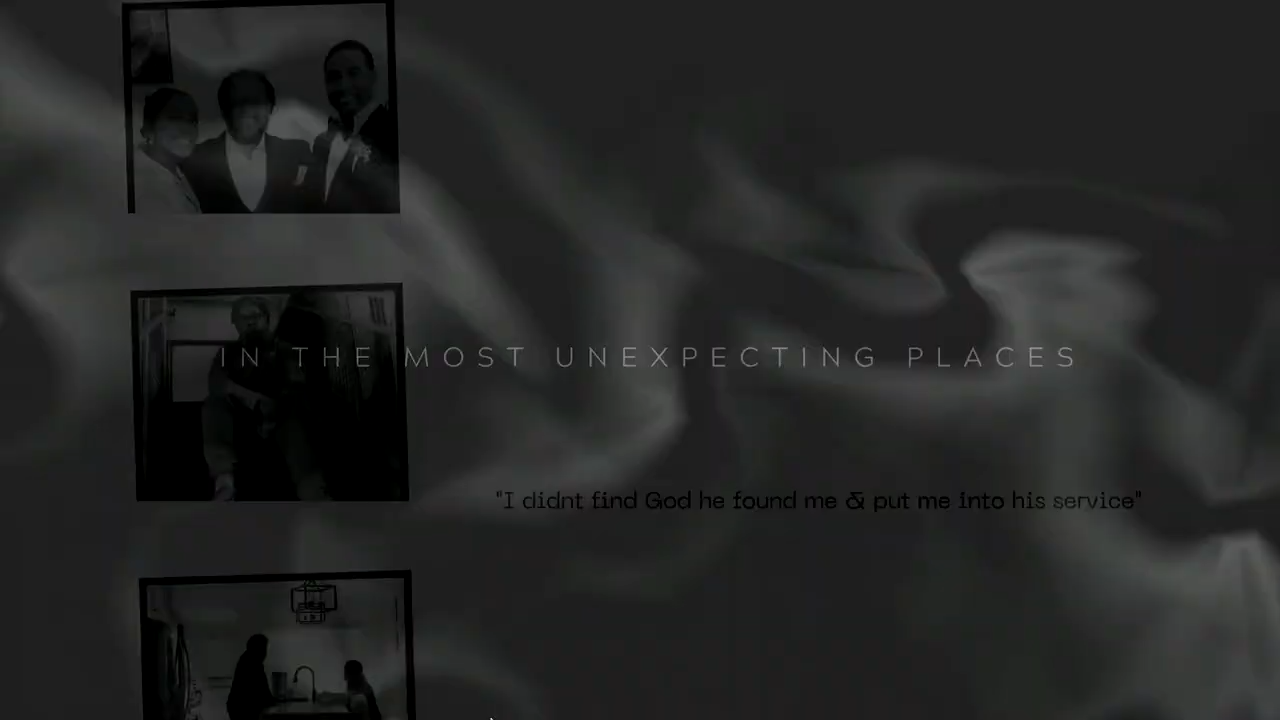 IN THE MOST UNEXPECTING PLACES
"I didnt find God he found me & put me into his service"